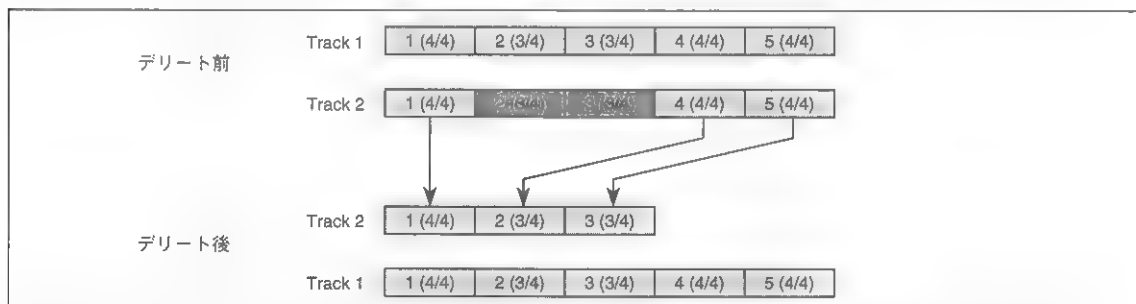 Track 1 1 (4/4) 2 (3/4) 3 (3/4) 4 (4/4) 5 (4/4)
デリート前
Track 2 1 (4/4) 4 (4/4) 5 (4/4)
Track 2 1 (4/4) 2 (3/4) 3 (3/4)
デリート後
Track 1 1 (4/4) 2 (3/4) 3 (3/4) 4 (4/4) 5 (4/4)